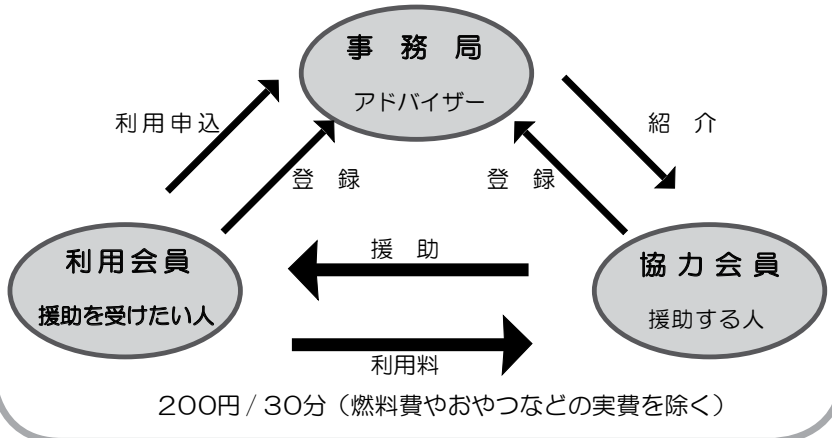 事務局
アドバイザー
利用申込
紹介
登録
登録
利用会員
援助を受けたい人
援助
協力会員
援助する人
利用料
200円/30分（燃料費やおやつなどの実費を除く）